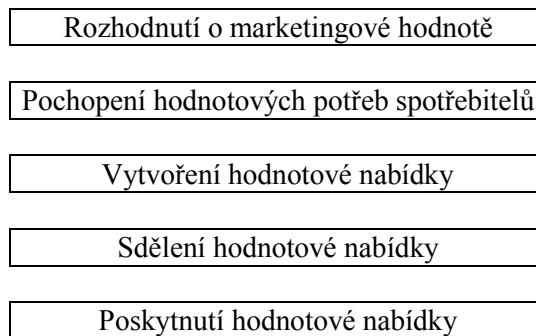 Rozhodnutí o marketingové hodnotě
Pochopení hodnotových potřeb spotřebitelů
Vytvoření hodnotové nabídky
Sdělení hodnotové nabídky
Poskytnutí hodnotové nabídky